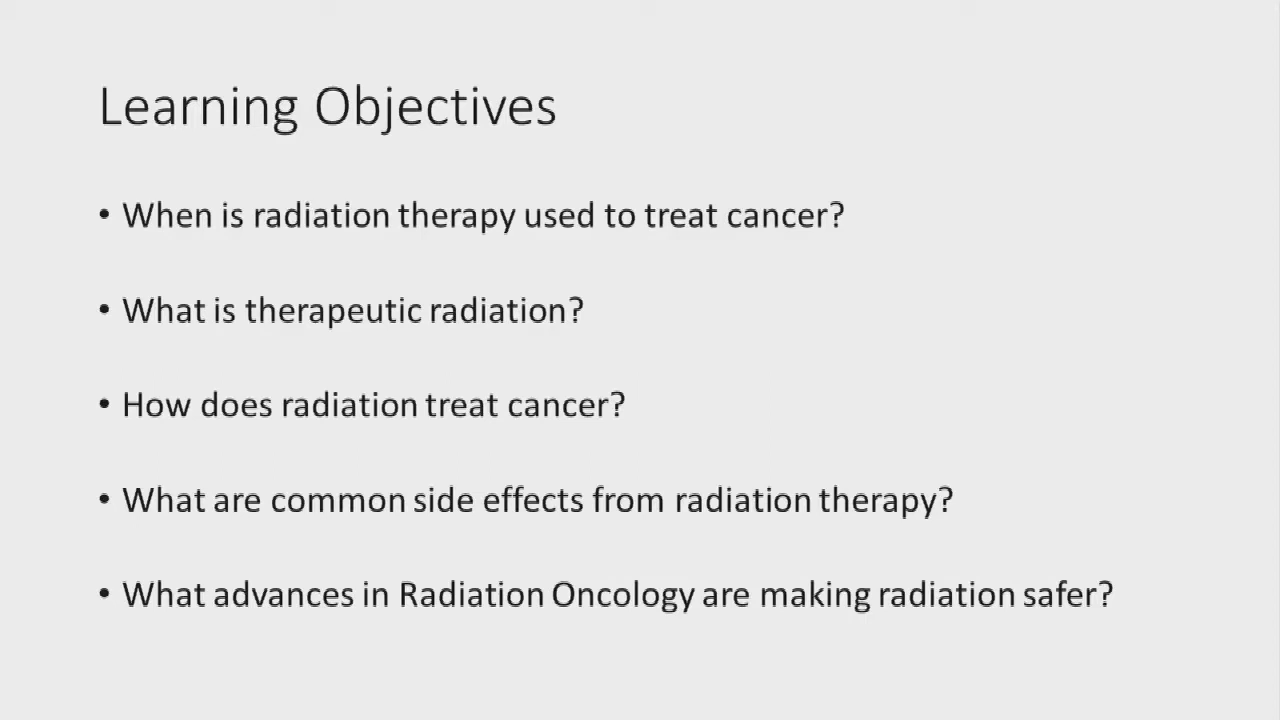 Learning Objectives
• When is radiation therapy used to treat cancer?
• What is therapeutic radiation?
• How does radiation treat cancer?
• What are common side effects from radiation therapy?
• What advances in Radiation Oncology are making radiation safer?